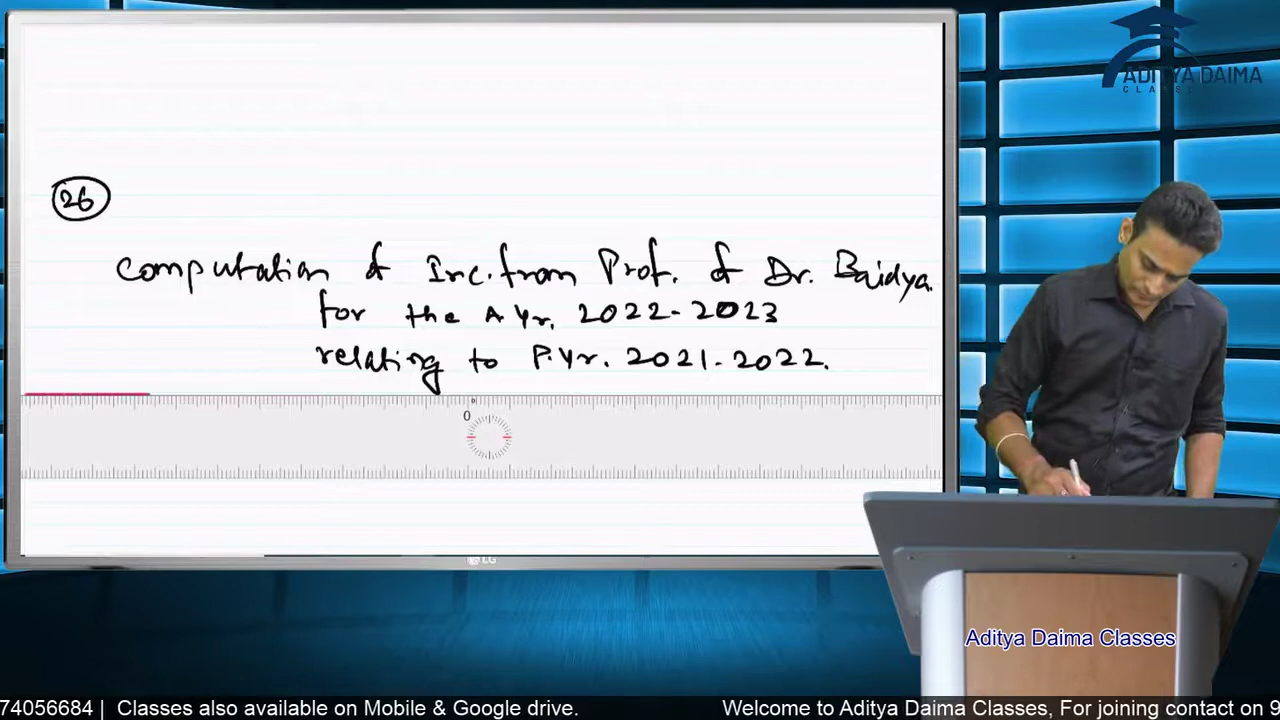 ADITYA DAIMA
CLASSES
26
Computation of Inc. from Prof. of Dr. Baidya.
for the A.Yr. 2022-2023
relating to P.Yr. 2021-2022.
0°
LG
Aditya Daima Classes
74056684 | Classes also available on Mobile & Google drive.
Welcome to Aditya Daima Classes, For joining contact on 9